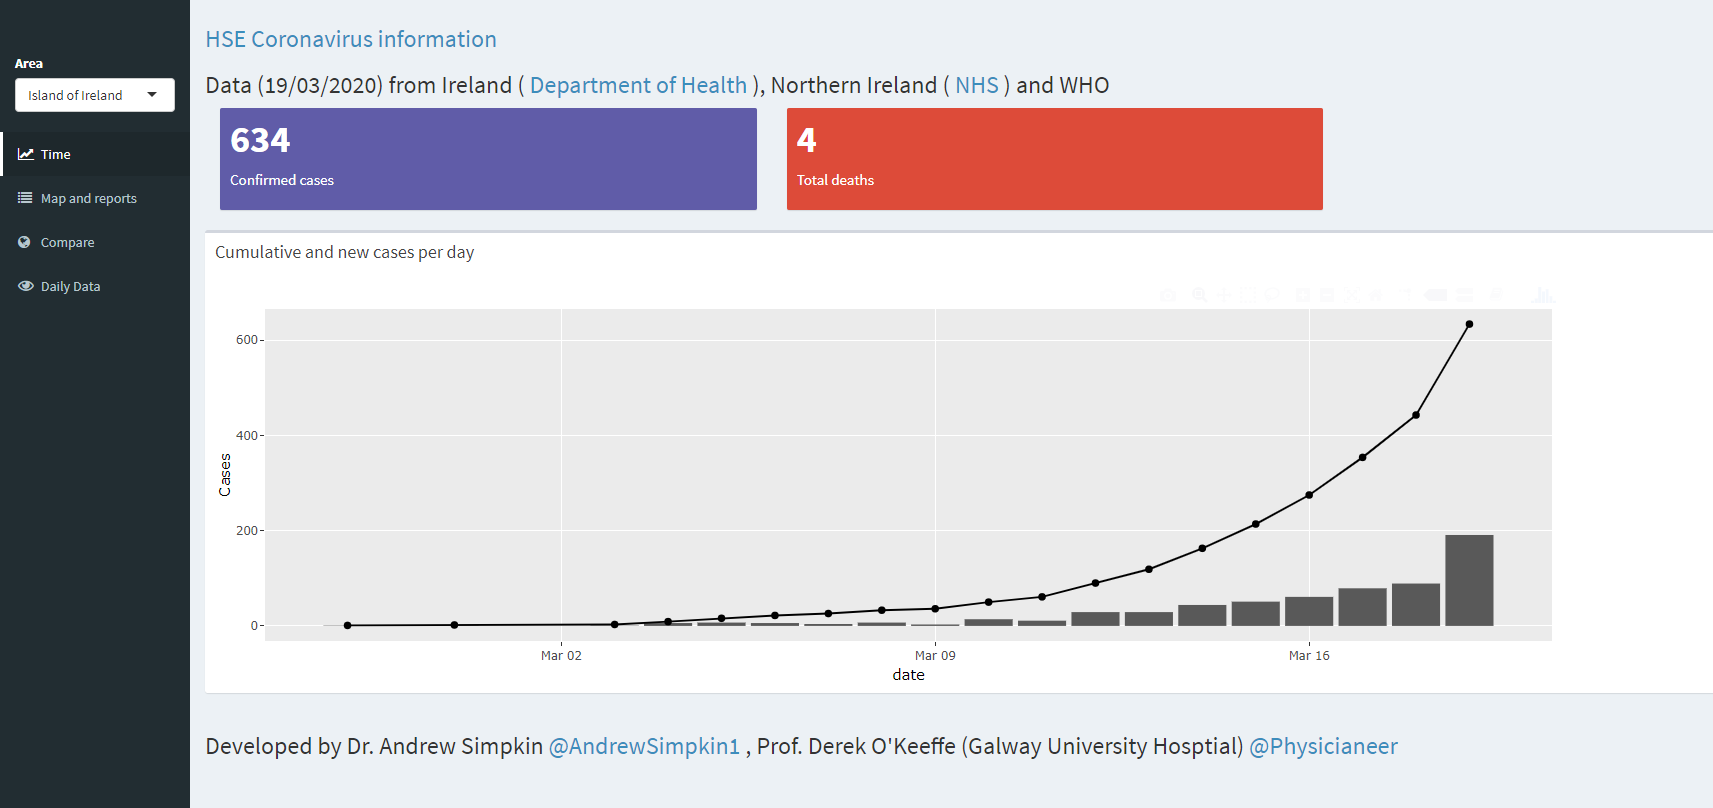 HSE Coronavirus information
Area
Island of Ireland
Data (19/03/2020) from Ireland ( Department of Health ), Northern Ireland ( NHS ) and WHO
634
Confirmed cases
4
Total deaths
Time
Map and reports
Compare
Daily Data
Cumulative and new cases per day
600
400
200
0
Cases
Mar 02
Mar 09
Mar 16
date
Developed by Dr. Andrew Simpkin @AndrewSimpkin1 , Prof. Derek O'Keeffe (Galway University Hosptial) @Physicianeer